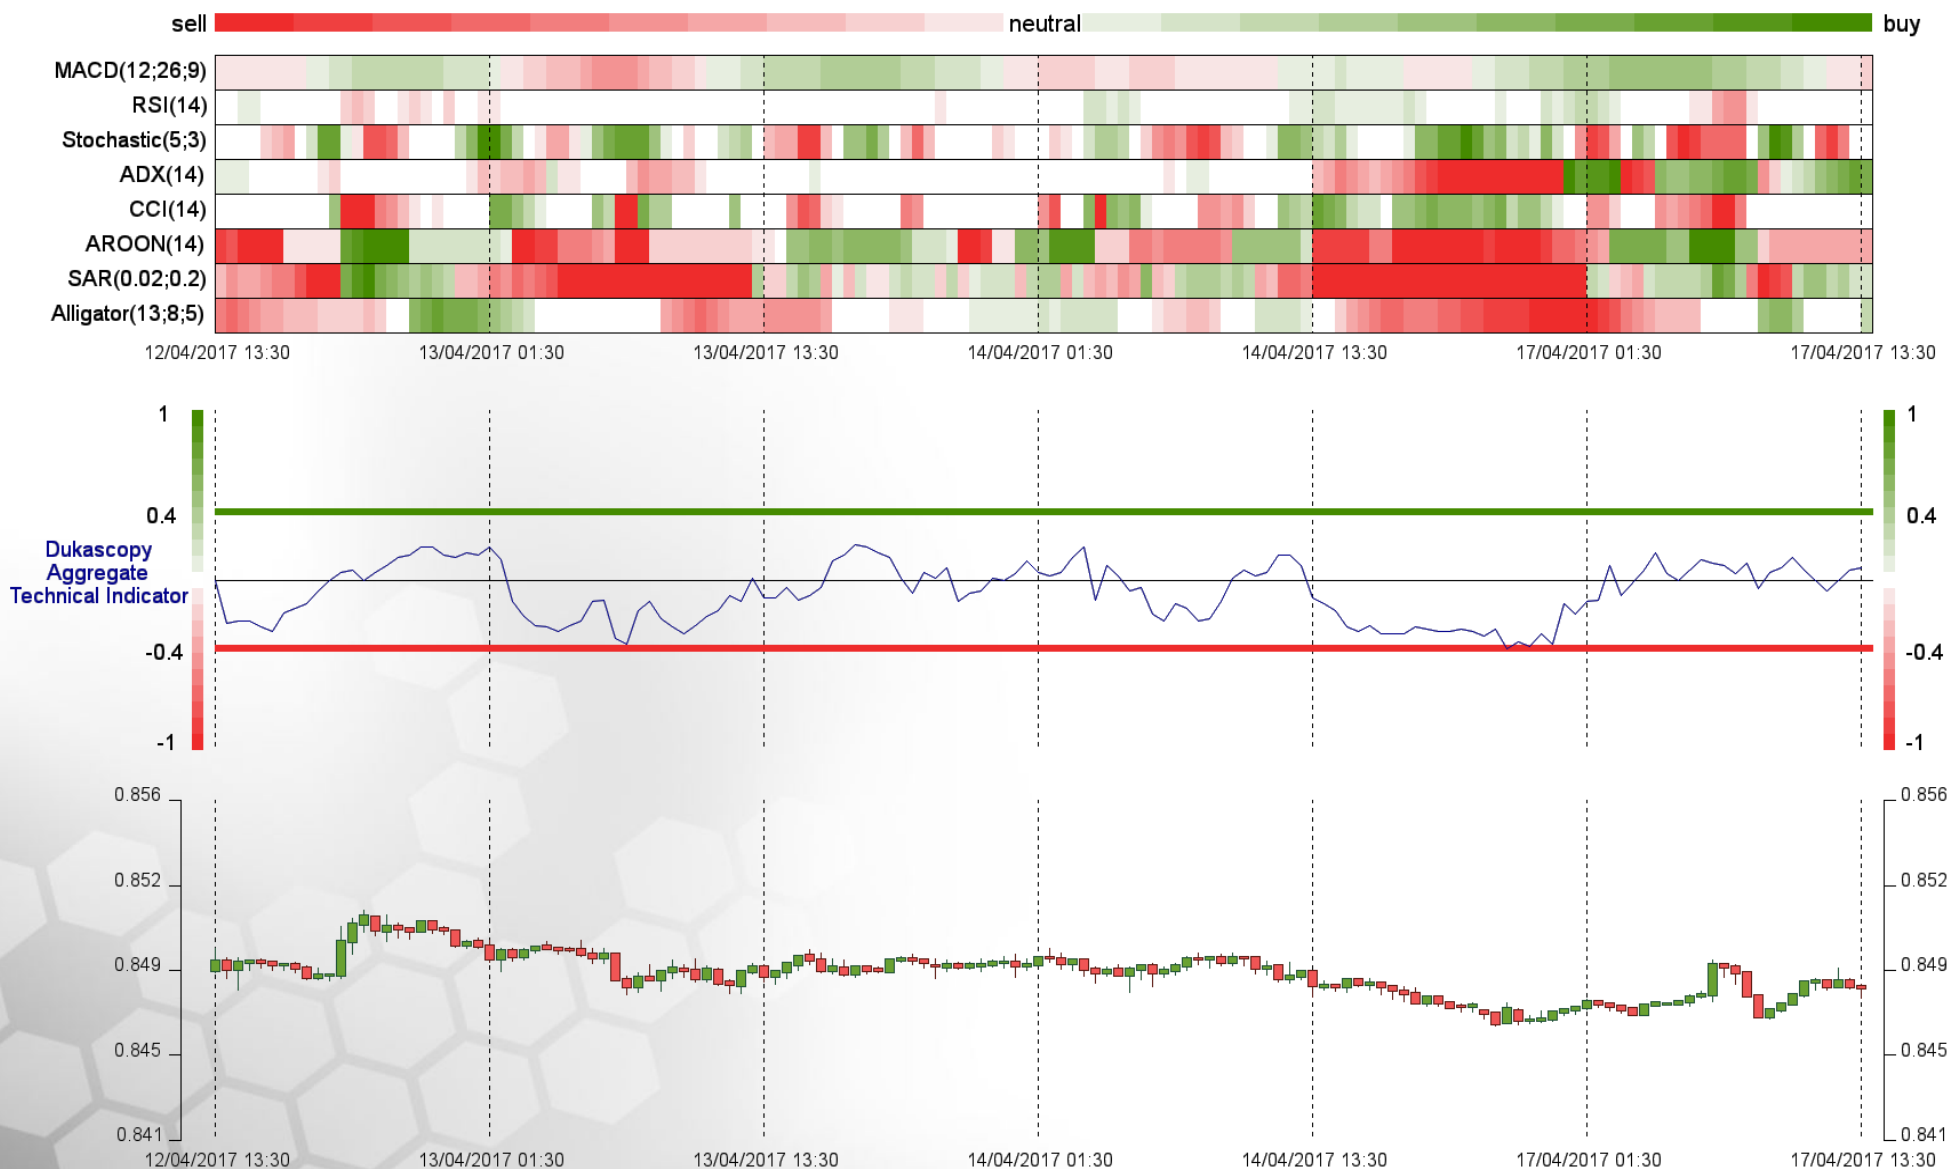 sell neutral buy
MACD(12;26;9)
RSI(14)
Stochastic(5;3)
ADX(14)
CCI(14)
AROON(14)
SAR(0.02;0.2)
Alligator(13;8;5)
12/04/2017 13:30 13/04/2017 01:30 13/04/2017 13:30 14/04/2017 01:30 14/04/2017 13:30 17/04/2017 01:30 17/04/2017 13:30
1 1
0.4 0.4
Dukascopy
Aggregate
Technical Indicator
-0.4 -0.4
-1 -1
0.856 0.856
0.852 0.852
0.849 0.849
0.845 0.845
0.841 0.841
12/04/2017 13:30 13/04/2017 01:30 13/04/2017 13:30 14/04/2017 01:30 14/04/2017 13:30 17/04/2017 01:30 17/04/2017 13:30